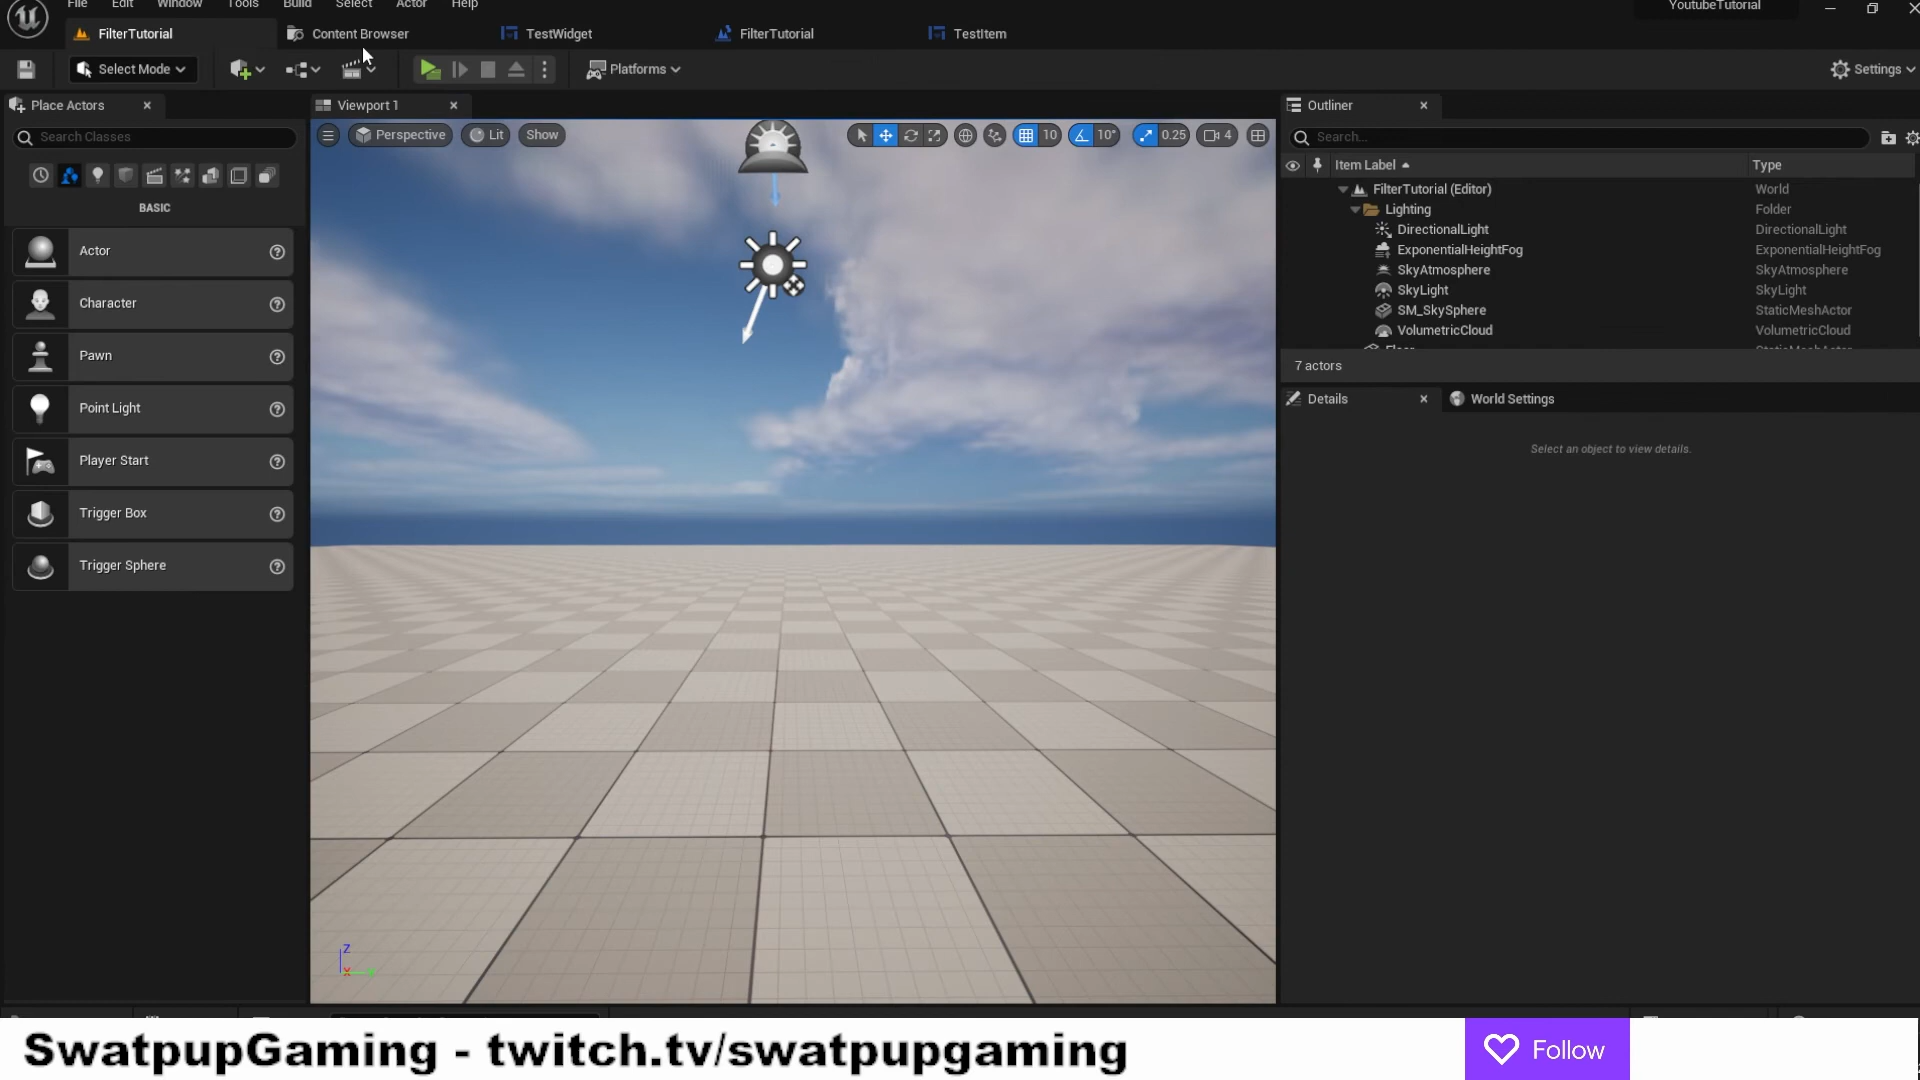 File Edit Window Tools Build Select Actor Help YoutubeTutorial
FilterTutorial Content Browser TestWidget FilterTutorial TestItem
Select Mode Platforms Settings
Place Actors Viewport 1 Outliner
Search Classes Perspective Lit Show 10 10° 0.25 4 Search...
Item Label Type
BASIC
Actor
Character
Pawn
Point Light
Player Start
Trigger Box
Trigger Sphere
FilterTutorial (Editor) World
Lighting Folder
DirectionalLight DirectionalLight
ExponentialHeightFog ExponentialHeightFog
SkyAtmosphere SkyAtmosphere
SkyLight SkyLight
SM_SkySphere StaticMeshActor
VolumetricCloud VolumetricCloud
7 actors
Details World Settings
Select an object to view details.
Z
X
SwatpupGaming - twitch.tv/swatpupgaming Follow